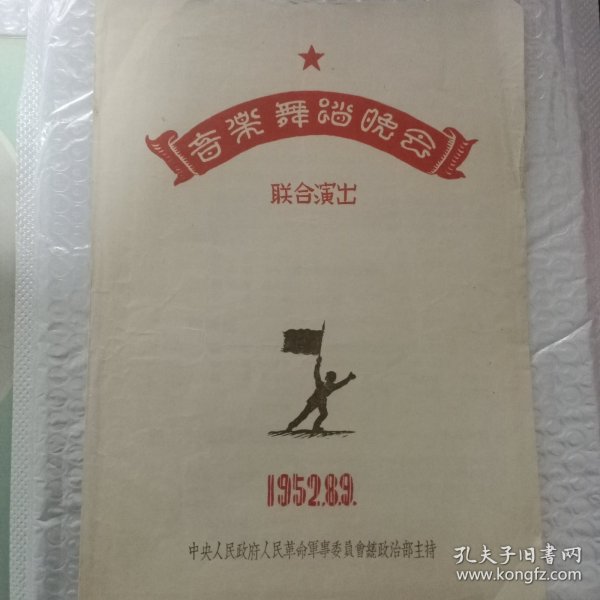 音楽舞蹈晚会
联合演出
1952.8.9.
中央人民政府人民革命軍事委員會總政治部主持
孔夫子旧书网
www.kongfz.com